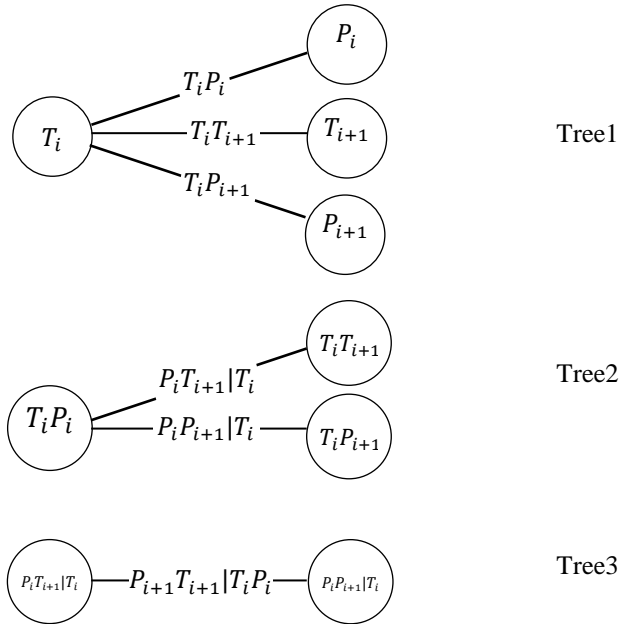 $P_i$
$T_iP_i$
$T_i$ $T_iT_{i+1}$ $T_{i+1}$ Tree1
$T_iP_{i+1}$
$P_{i+1}$
$T_iT_{i+1}$
$P_iT_{i+1}|T_i$ Tree2
$T_iP_i$ $P_iP_{i+1}|T_i$ $T_iP_{i+1}$
$P_iT_{i+1}|T_i$ $P_{i+1}T_{i+1}|T_iP_i$ $P_iP_{i+1}|T_i$ Tree3